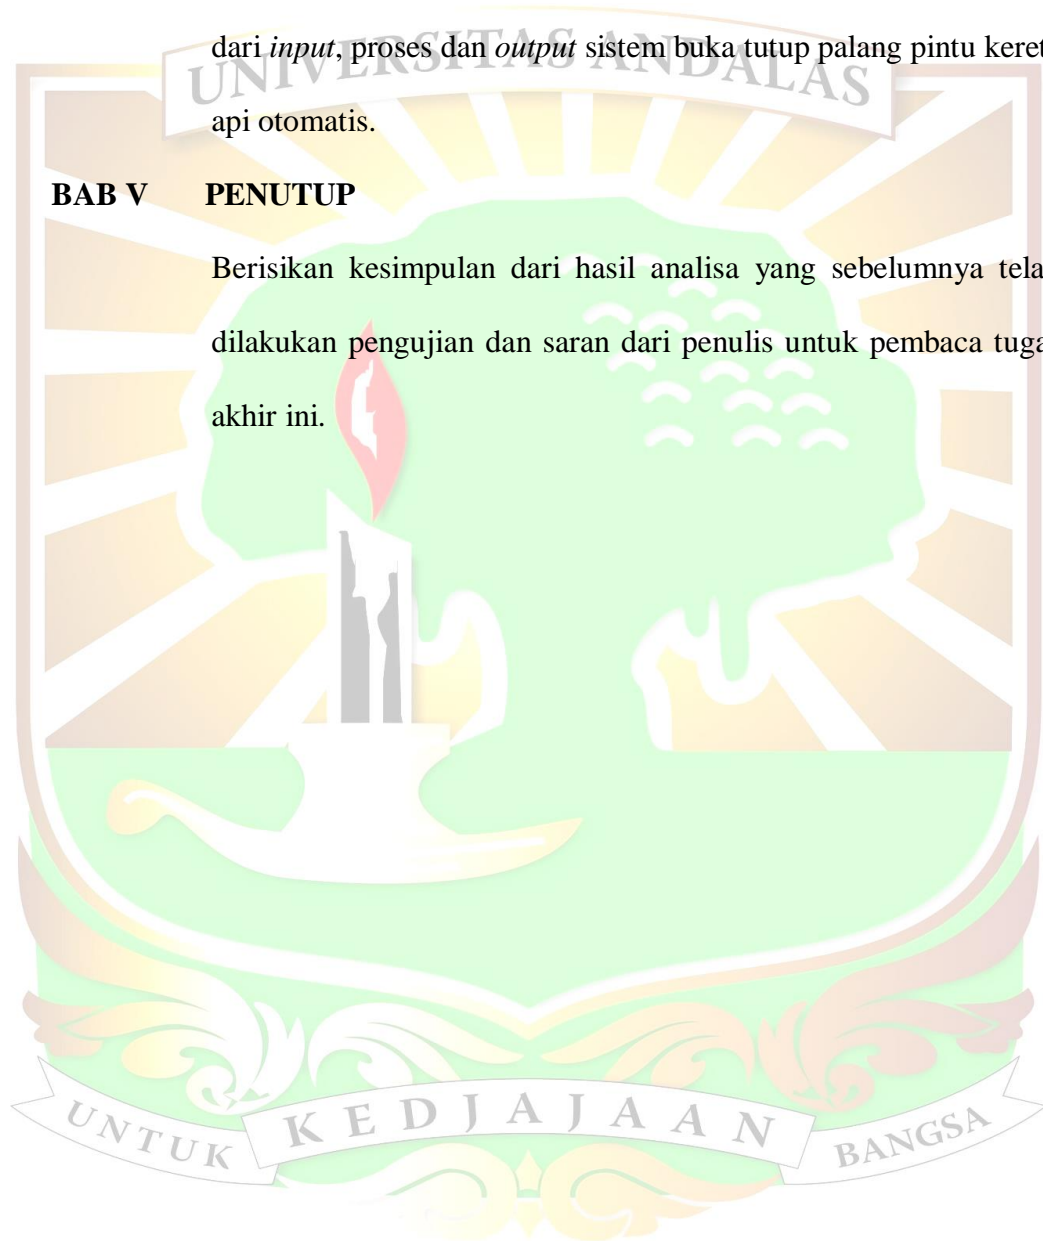 dari input, proses dan output sistem buka tutup palang pintu keret
UNIVERSITAS ANDALAS
api otomatis.
BAB V PENUTUP
Berisikan kesimpulan dari hasil analisa yang sebelumnya tela
dilakukan pengujian dan saran dari penulis untuk pembaca tuga
akhir ini.
UNTUK KEDJAJAAN BANGSA